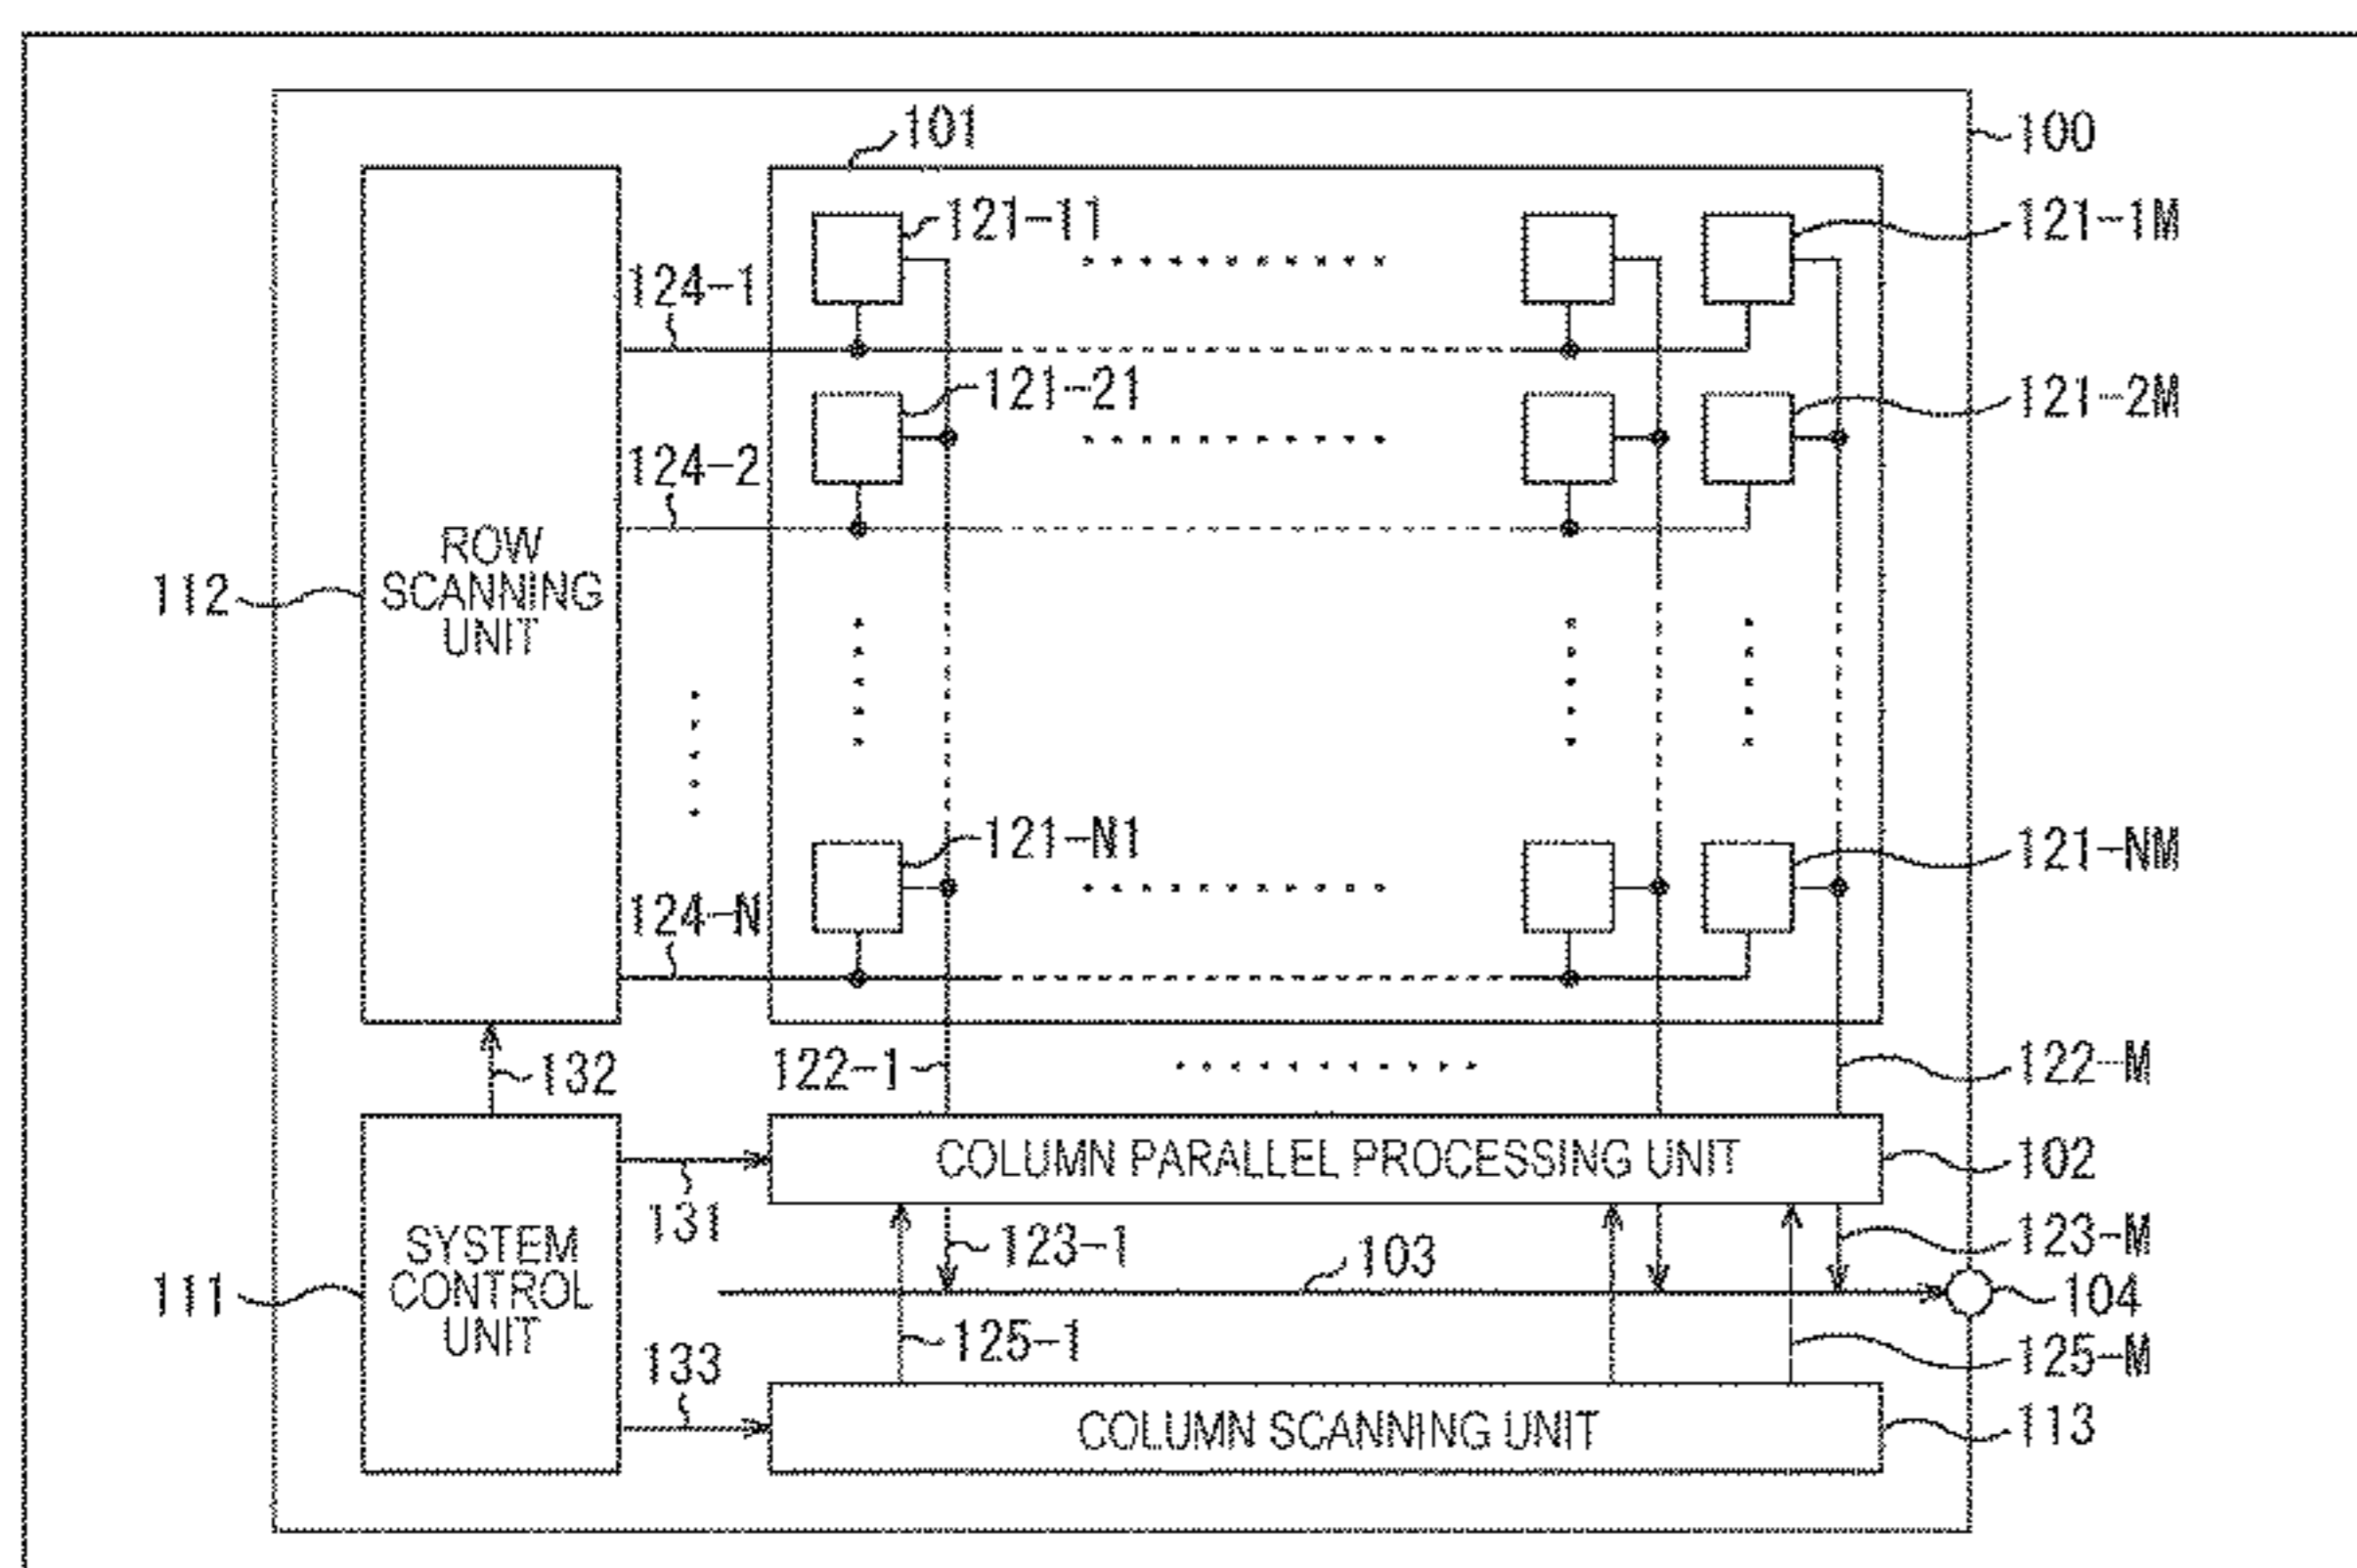 101
100
121-11
121-1M
124-1
121-21
121-2M
124-2
112
ROW
SCANNING
UNIT
121-N1
121-NM
124-N
132
122-1
122-M
COLUMN PARALLEL PROCESSING UNIT
102
131
SYSTEM
CONTROL
UNIT
111
123-1
103
123-M
104
125-1
125-M
133
COLUMN SCANNING UNIT
113